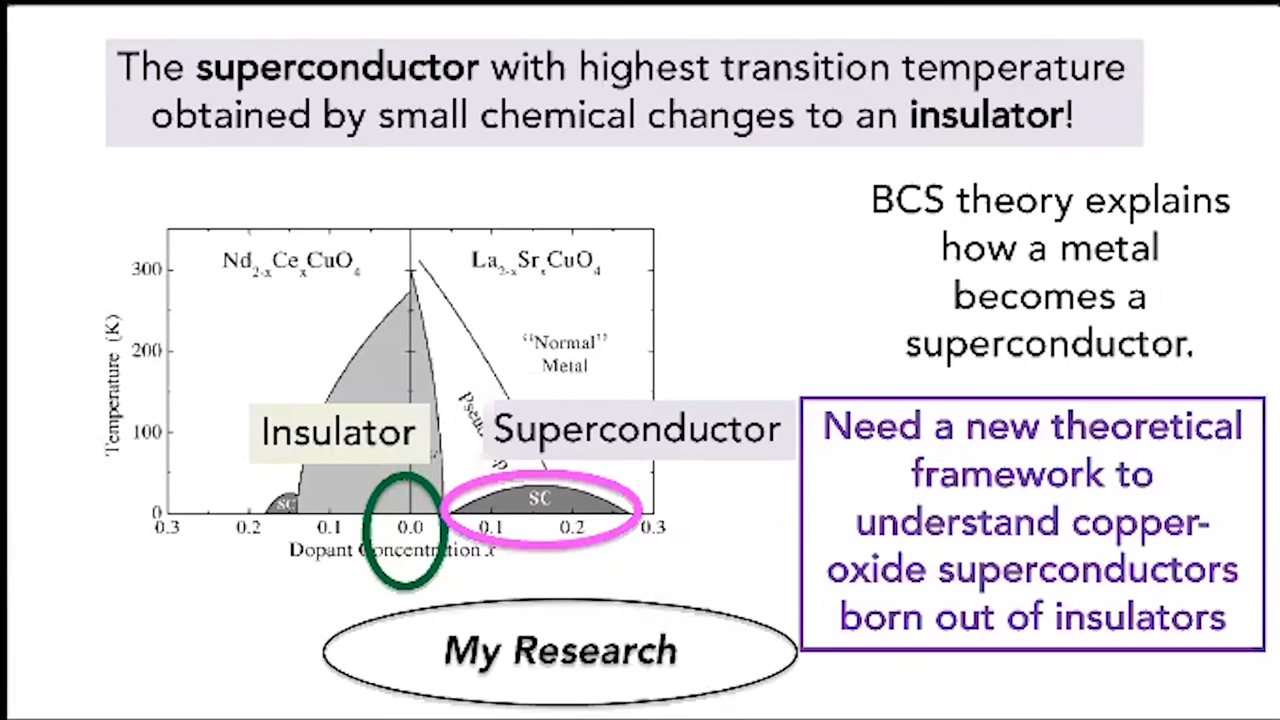 The superconductor with highest transition temperature
obtained by small chemical changes to an insulator!
BCS theory explains
how a metal
becomes a
superconductor.
Nd2-xCexCuO4
La2-xSrxCuO4
"Normal"
Metal
Temperature (K)
300
200
100
0
Insulator
Superconductor
SC
SC
0.3
0.2
0.1
0.0
0.1
0.2
0.3
Dopant Concentration x
Need a new theoretical
framework to
understand copper-
oxide superconductors
born out of insulators
My Research